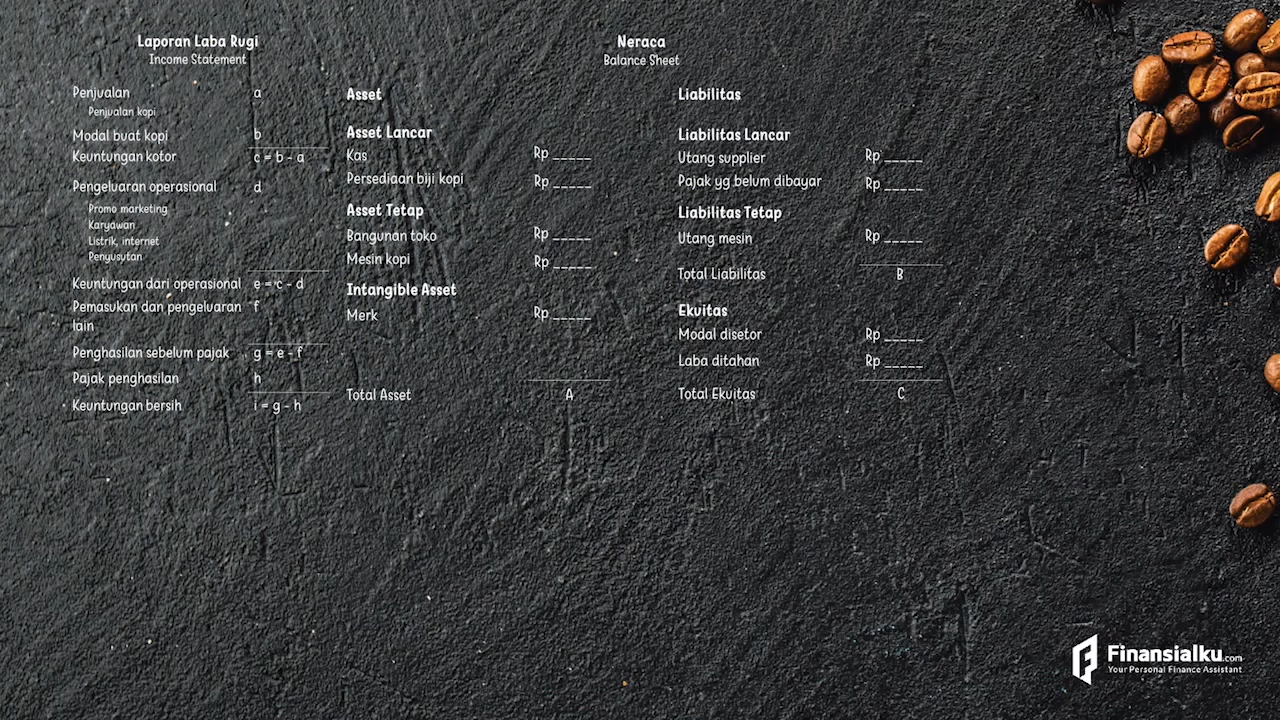 Laporan Laba Rugi
Income Statement
Penjualan a
Penjualan kopi
Modal buat kopi b
Keuntungan kotor c = b - a
Pengeluaran operasional d
Promo marketing
Karyawan
Listrik, internet
Penyusutan
Keuntungan dari operasional e = c - d
Pemasukan dan pengeluaran f
lain
Penghasilan sebelum pajak g = e - f
Pajak penghasilan h
Keuntungan bersih i = g - h
Neraca
Balance Sheet
Asset
Asset Lancar
Kas Rp _____
Persediaan biji kopi Rp _____
Asset Tetap
Bangunan toko Rp _____
Mesin kopi Rp _____
Intangible Asset
Merk Rp _____
Total Asset A
Liabilitas
Liabilitas Lancar
Utang supplier Rp _____
Pajak yg belum dibayar Rp _____
Liabilitas Tetap
Utang mesin Rp _____
Total Liabilitas B
Ekuitas
Modal disetor Rp _____
Laba ditahan Rp _____
Total Ekuitas C
Finansialku.com
Your Personal Finance Assistant